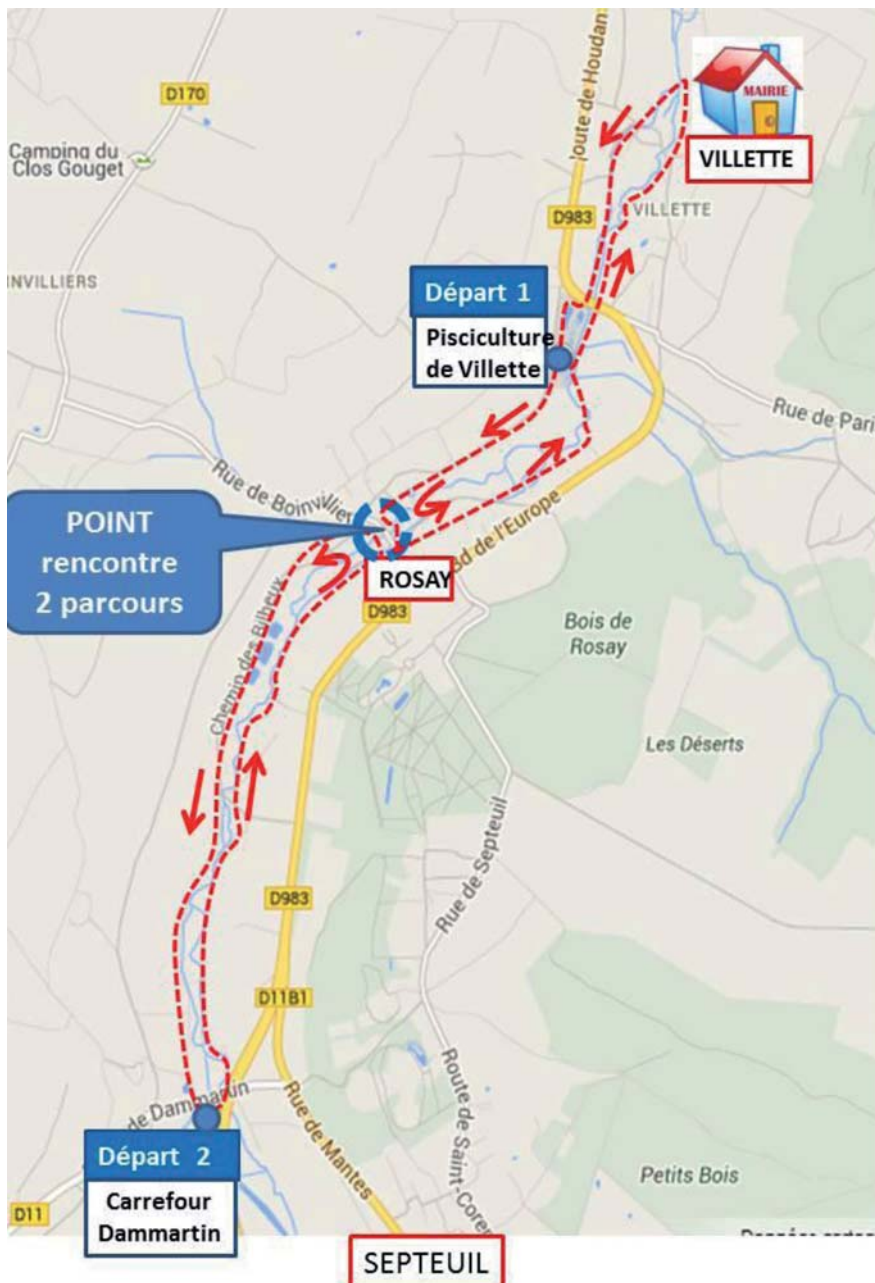 D170
Camping du
Clos Gouget
Route de Houdan
MAIRIE
VILLETTE
VILLETTE
D983
INVILLIERS
Départ 1
Pisciculture
de Villette
Rue de Pari
Rue de Boinvillier
POINT
rencontre
2 parcours
Bd de l'Europe
ROSAY
D983
Bois de
Rosay
Chemin des Bilheux
Les Déserts
Rue de Septeuil
D983
D11B1
de Dammartin
Rue de Mantes
Route de Saint-Coren
Départ 2
Carrefour
Dammartin
D11
Petits Bois
SEPTEUIL